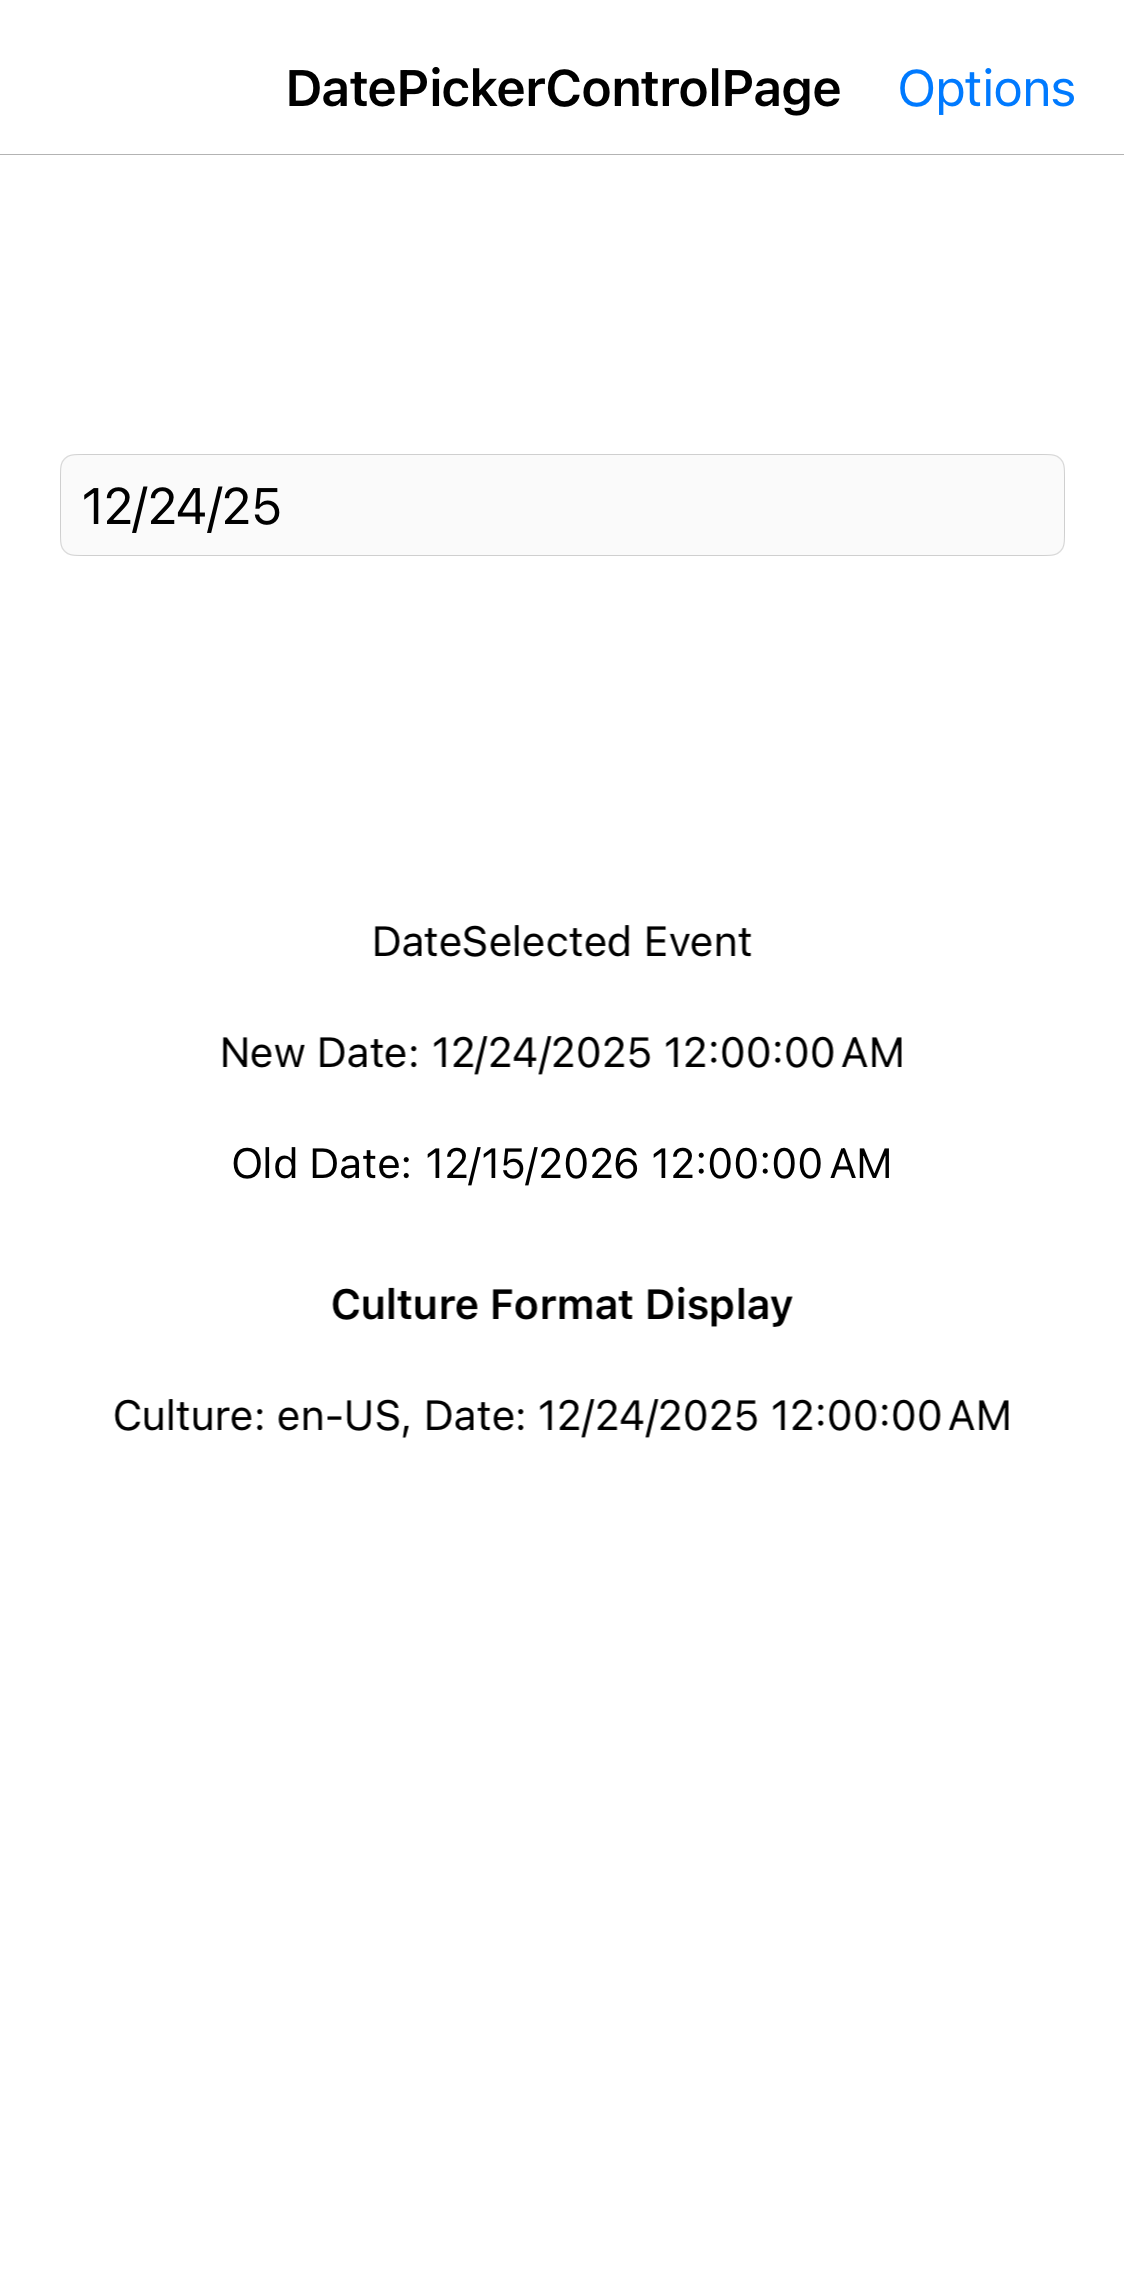 DatePickerControlPage Options
12/24/25
DateSelected Event
New Date: 12/24/2025 12:00:00 AM
Old Date: 12/15/2026 12:00:00 AM
Culture Format Display
Culture: en-US, Date: 12/24/2025 12:00:00 AM